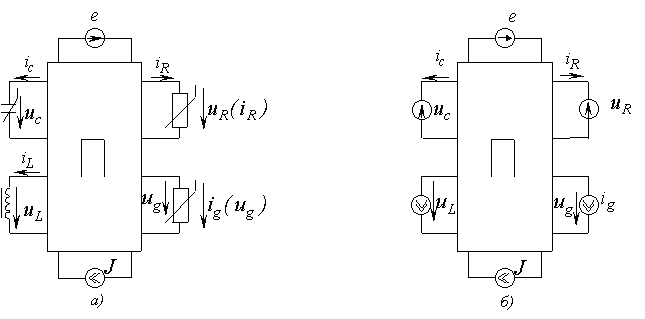 e
i_c
i_R
u_c
u_R(i_R)
П
i_L
u_L
u_g
i_g(u_g)
J
а)
e
i_c
i_R
u_c
u_R
П
u_L
u_g
i_g
J
б)